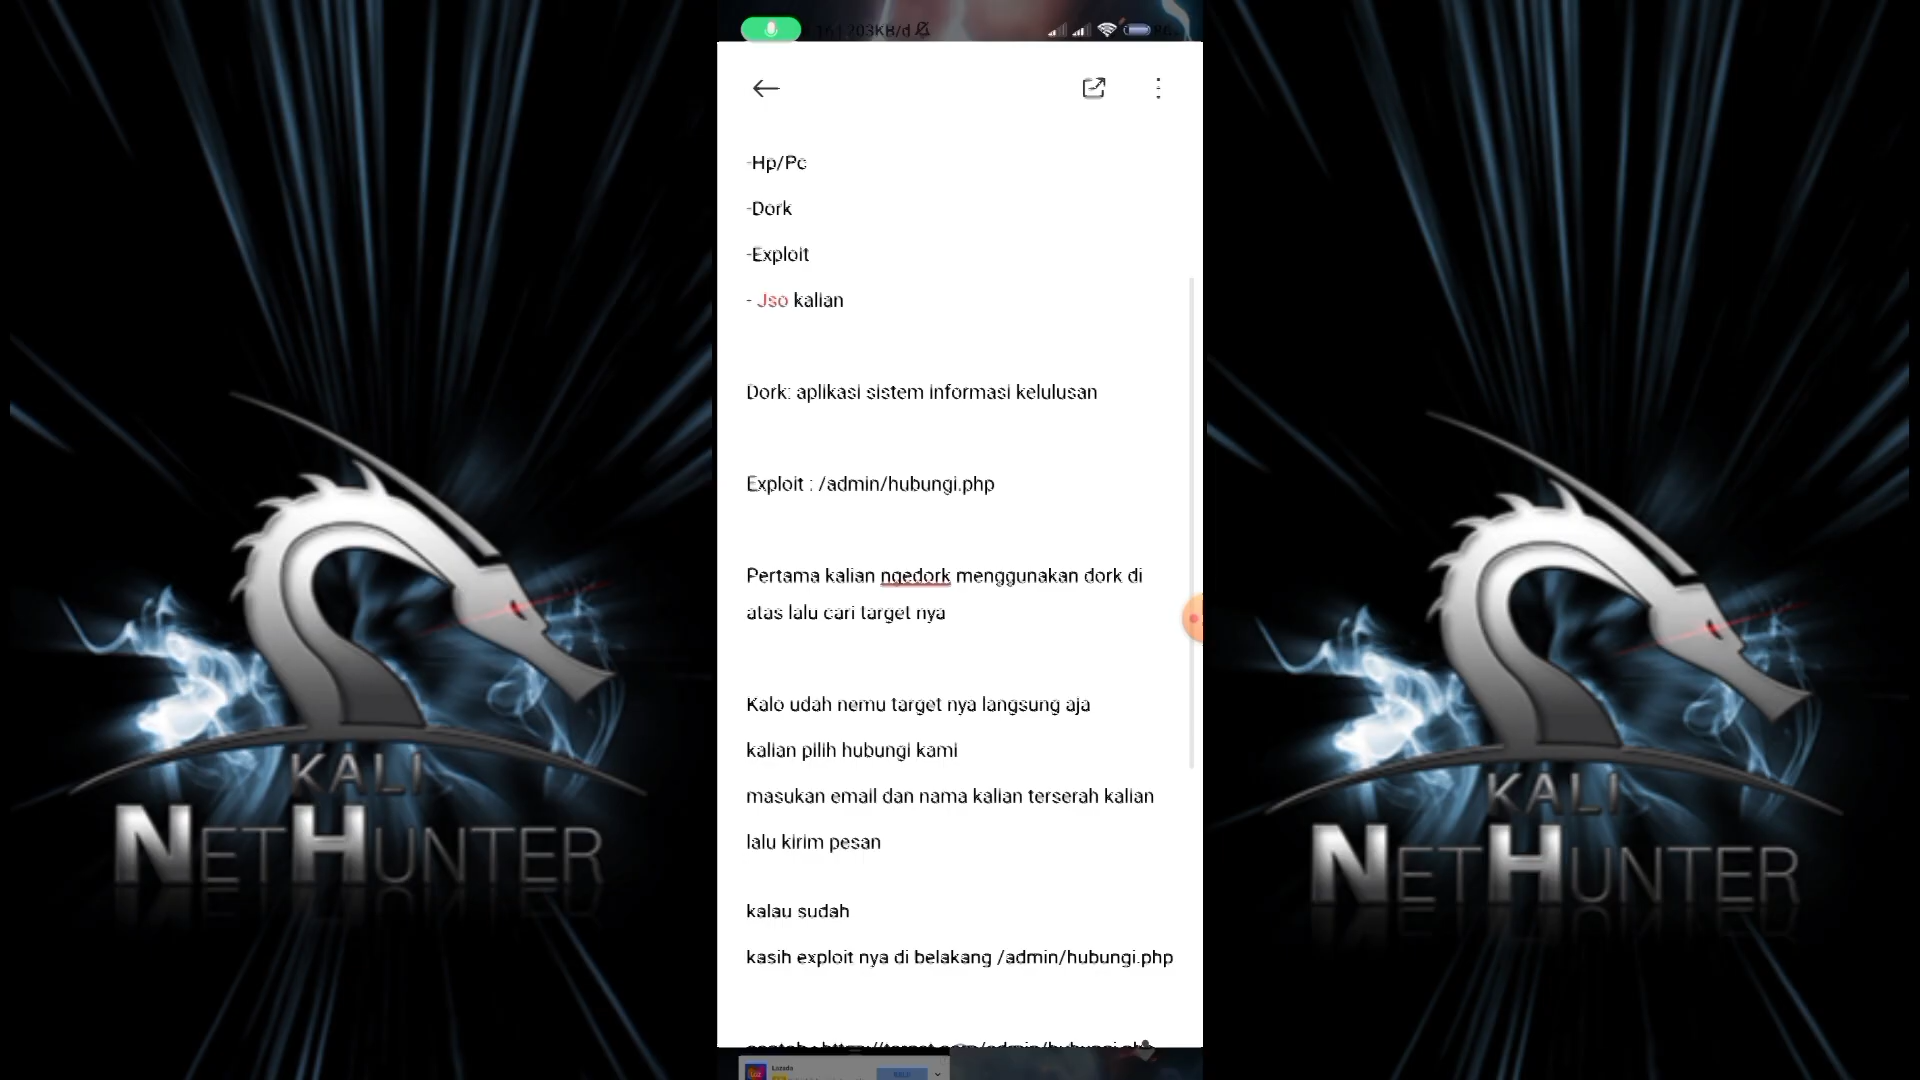 203KB/d
-Hp/Pc
-Dork
-Exploit
- Jso kalian
Dork: aplikasi sistem informasi kelulusan
Exploit : /admin/hubungi.php
Pertama kalian ngedork menggunakan dork di
atas lalu cari target nya
Kalo udah nemu target nya langsung aja
kalian pilih hubungi kami
masukan email dan nama kalian terserah kalian
lalu kirim pesan
kalau sudah
kasih exploit nya di belakang /admin/hubungi.php
Lazada
KALI
NETHUNTER
KALI
NETHUNTER